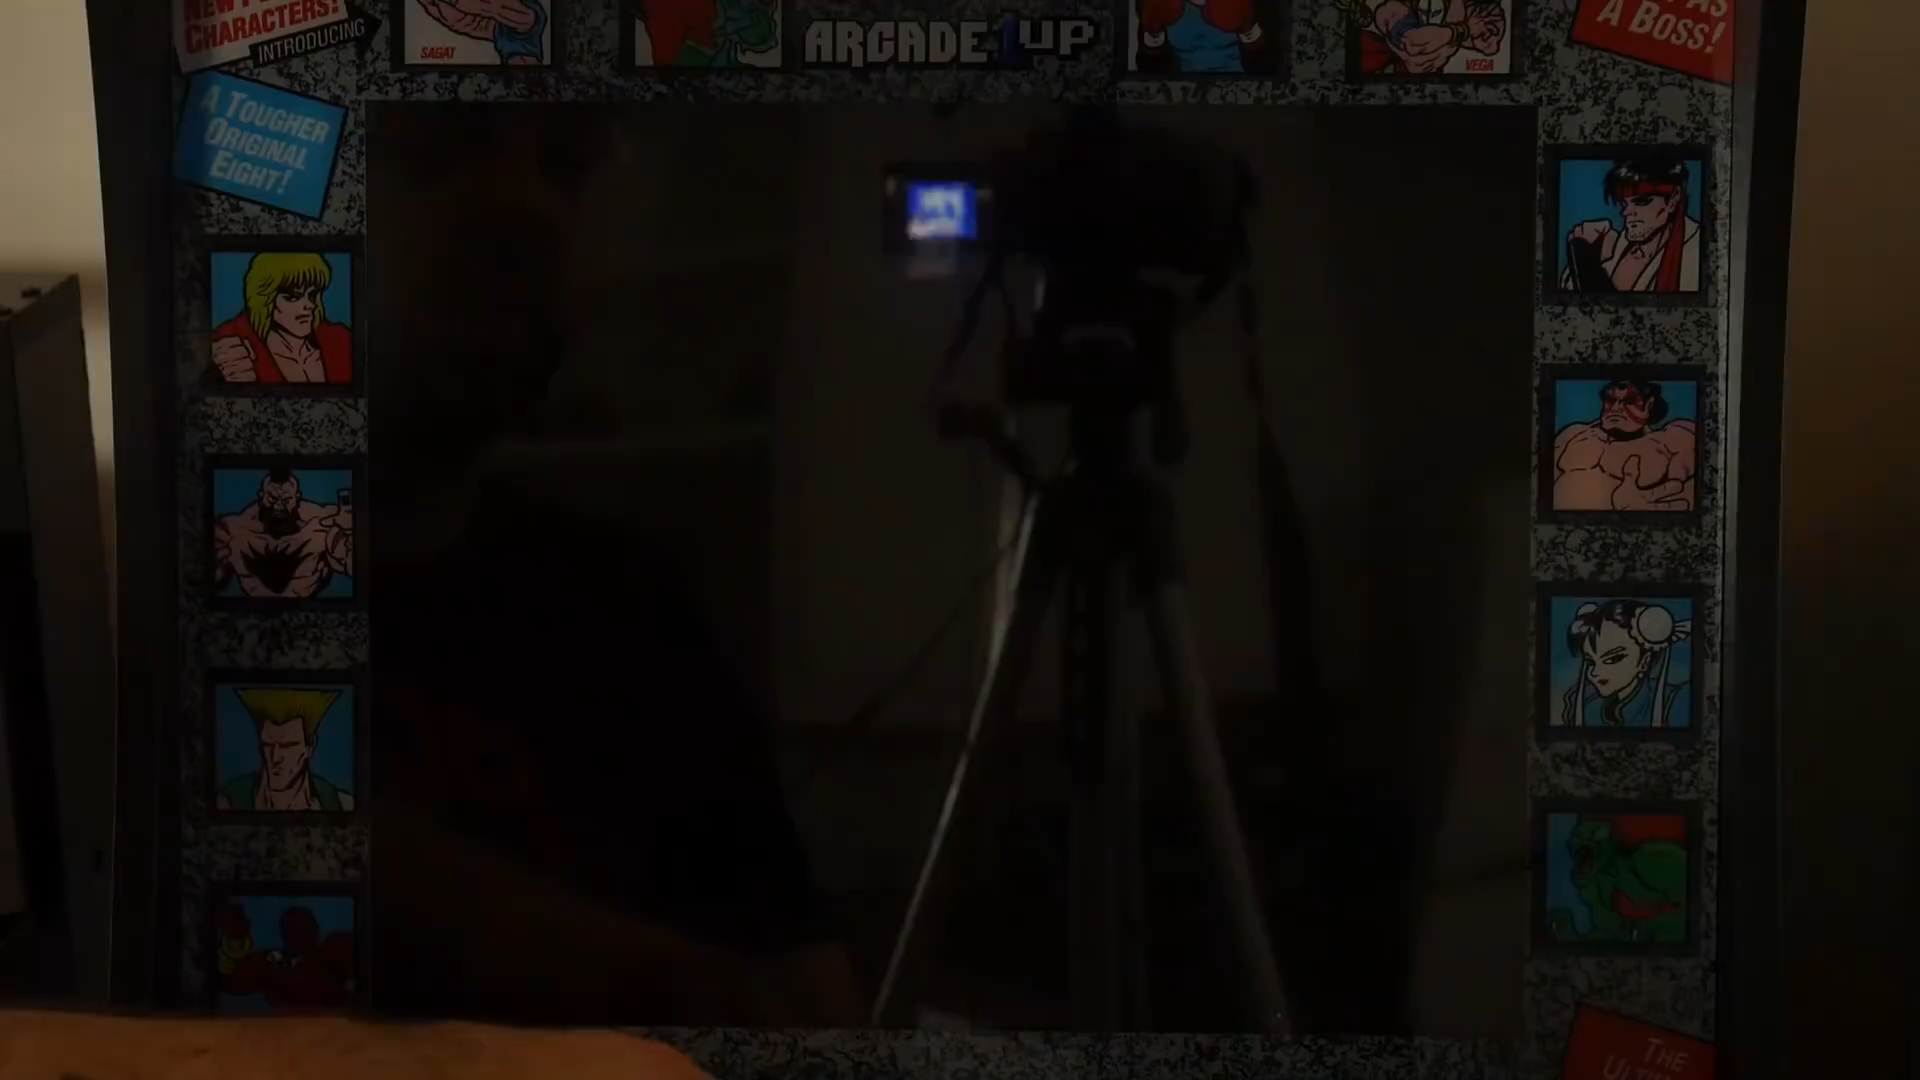 CHARACTERS!
INTRODUCING
SAGAT
ARCADE1UP
VEGA
A BOSS!
A TOUGHER
ORIGINAL
EIGHT!
THE